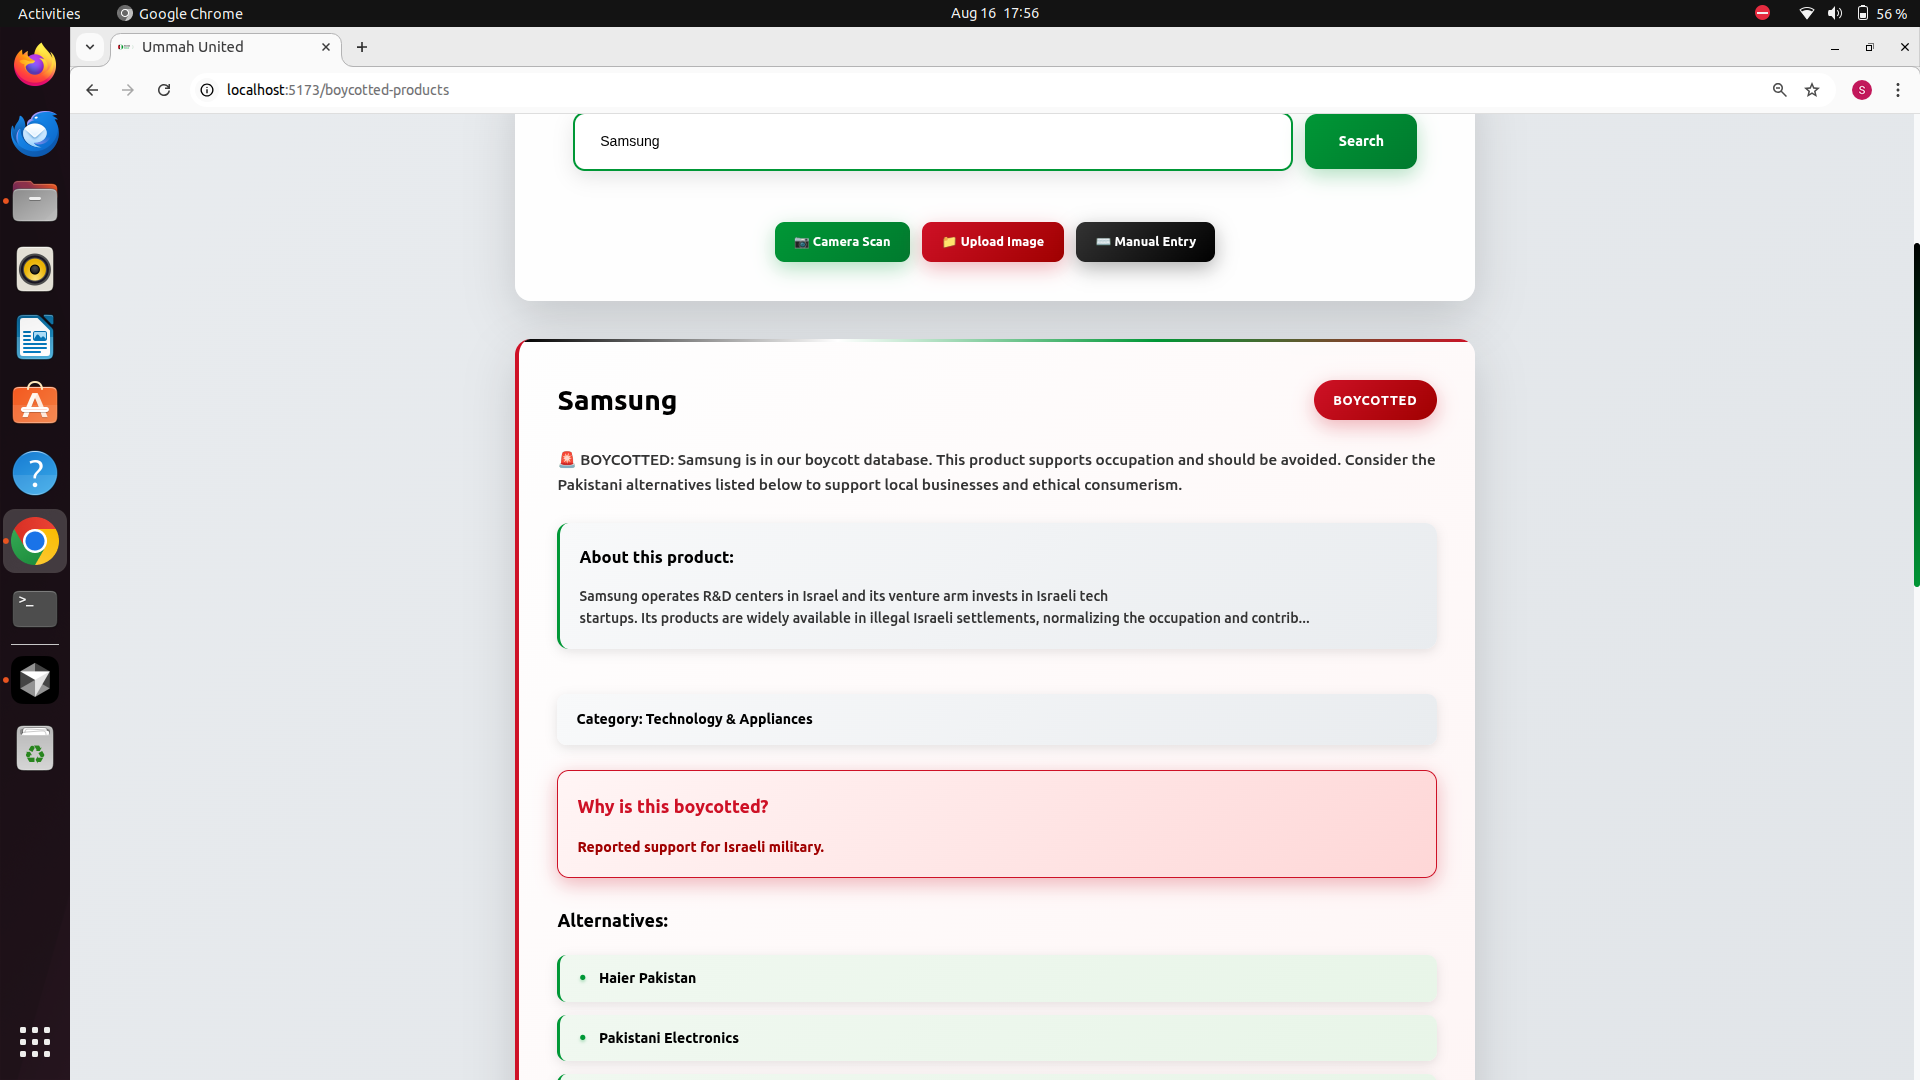 Activities
Google Chrome
Aug 16 17:56
56 %
Ummah United
localhost:5173/boycotted-products
S
Samsung
Search
📷 Camera Scan
📁 Upload Image
⌨️ Manual Entry
Samsung
BOYCOTTED
🚨 BOYCOTTED: Samsung is in our boycott database. This product supports occupation and should be avoided. Consider the
Pakistani alternatives listed below to support local businesses and ethical consumerism.
About this product:
Samsung operates R&D centers in Israel and its venture arm invests in Israeli tech
startups. Its products are widely available in illegal Israeli settlements, normalizing the occupation and contrib...
Category: Technology & Appliances
Why is this boycotted?
Reported support for Israeli military.
Alternatives:
• Haier Pakistan
• Pakistani Electronics